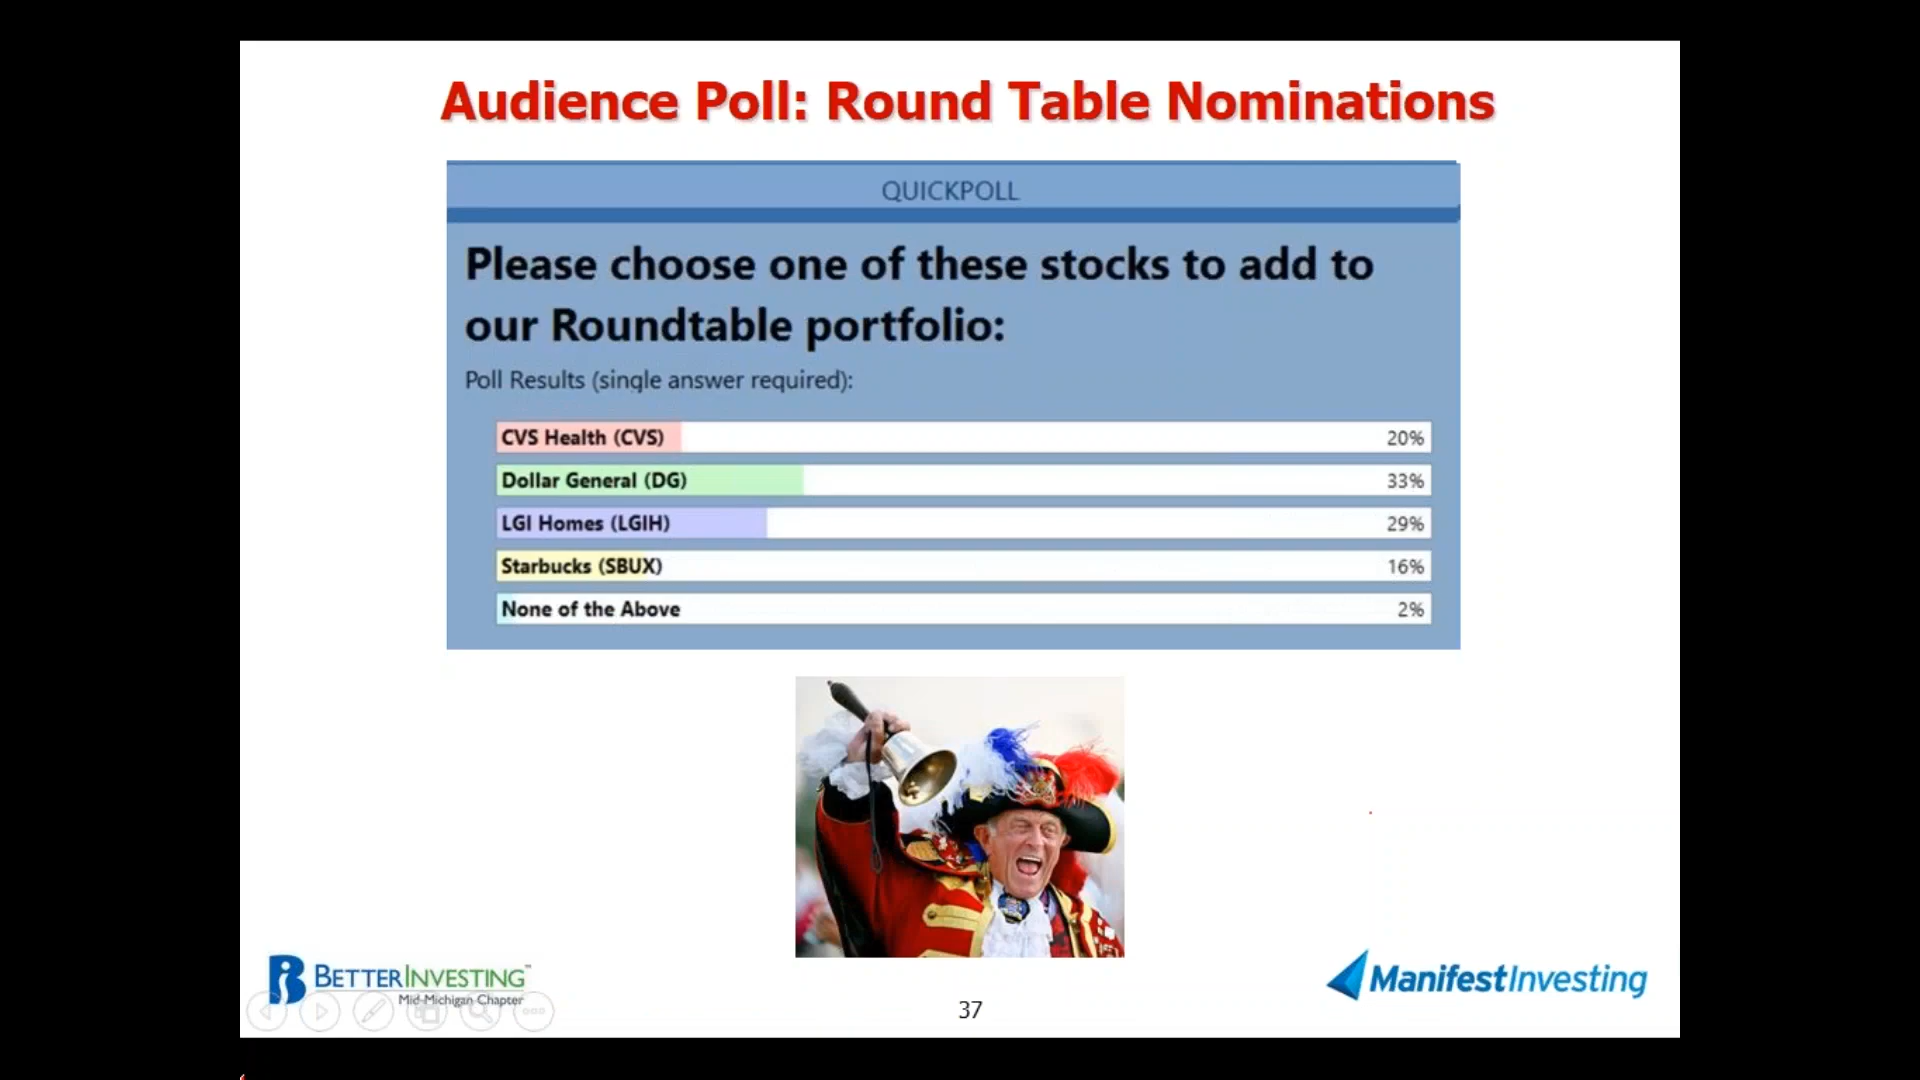 Audience Poll: Round Table Nominations
QUICKPOLL
Please choose one of these stocks to add to
our Roundtable portfolio:
Poll Results (single answer required):
CVS Health (CVS) 20%
Dollar General (DG) 33%
LGI Homes (LGIH) 29%
Starbucks (SBUX) 16%
None of the Above 2%
BETTERINVESTING™
Mid-Michigan Chapter
37
ManifestInvesting